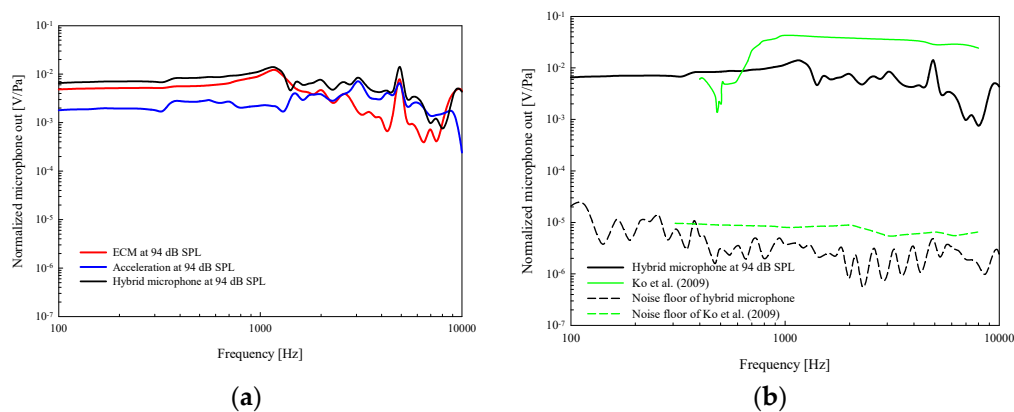 10-1
10-2
10-3
10-4
10-5
10-6
10-7
Normalized microphone out [V/Pa]
ECM at 94 dB SPL
Acceleration at 94 dB SPL
Hybrid microphone at 94 dB SPL
100
1000
10000
Frequency [Hz]
(a)
10-1
10-2
10-3
10-4
10-5
10-6
10-7
Normalized microphone out [V/Pa]
Hybrid microphone at 94 dB SPL
Ko et al. (2009)
Noise floor of hybrid microphone
Noise floor of Ko et al. (2009)
100
1000
10000
Frequency [Hz]
(b)